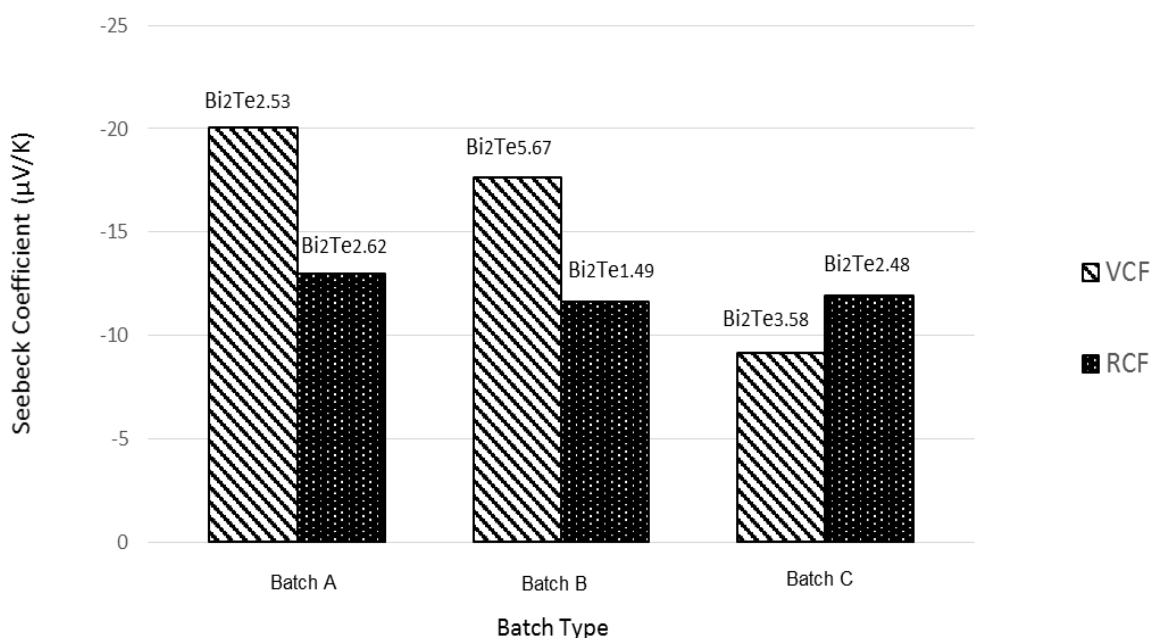 -25
-20
-15
-10
-5
0
Seebeck Coefficient (µV/K)
Bi2Te2.53
Bi2Te2.62
Bi2Te5.67
Bi2Te1.49
Bi2Te3.58
Bi2Te2.48
VCF
RCF
Batch A
Batch B
Batch C
Batch Type